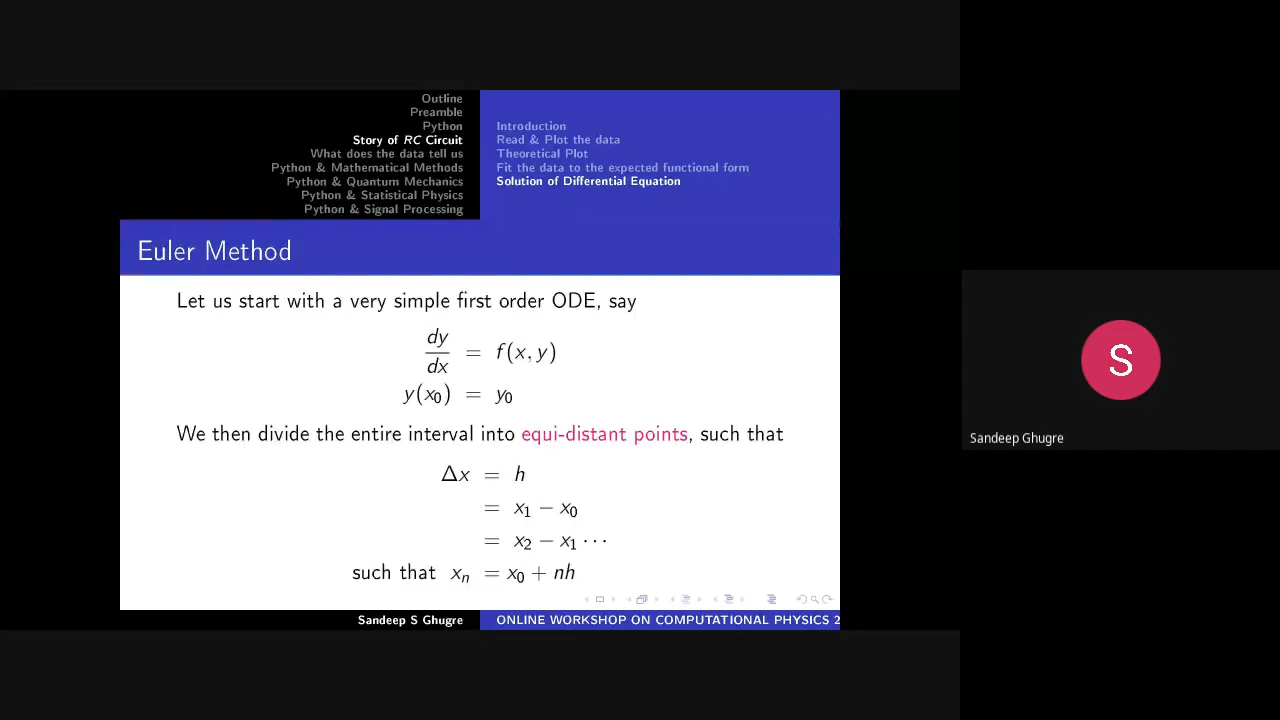 Outline
Preamble
Python
Story of RC Circuit
What does the data tell us
Python & Mathematical Methods
Python & Quantum Mechanics
Python & Statistical Physics
Python & Signal Processing
Introduction
Read & Plot the data
Theoretical Plot
Fit the data to the expected functional form
Solution of Differential Equation
Euler Method
Let us start with a very simple first order ODE, say
dy/dx = f(x, y)
y(x₀) = y₀
We then divide the entire interval into equi-distant points, such that
Δx = h
= x₁ − x₀
= x₂ − x₁ ⋯
such that xₙ = x₀ + nh
Sandeep S Ghugre
ONLINE WORKSHOP ON COMPUTATIONAL PHYSICS 2
S
Sandeep Ghugre